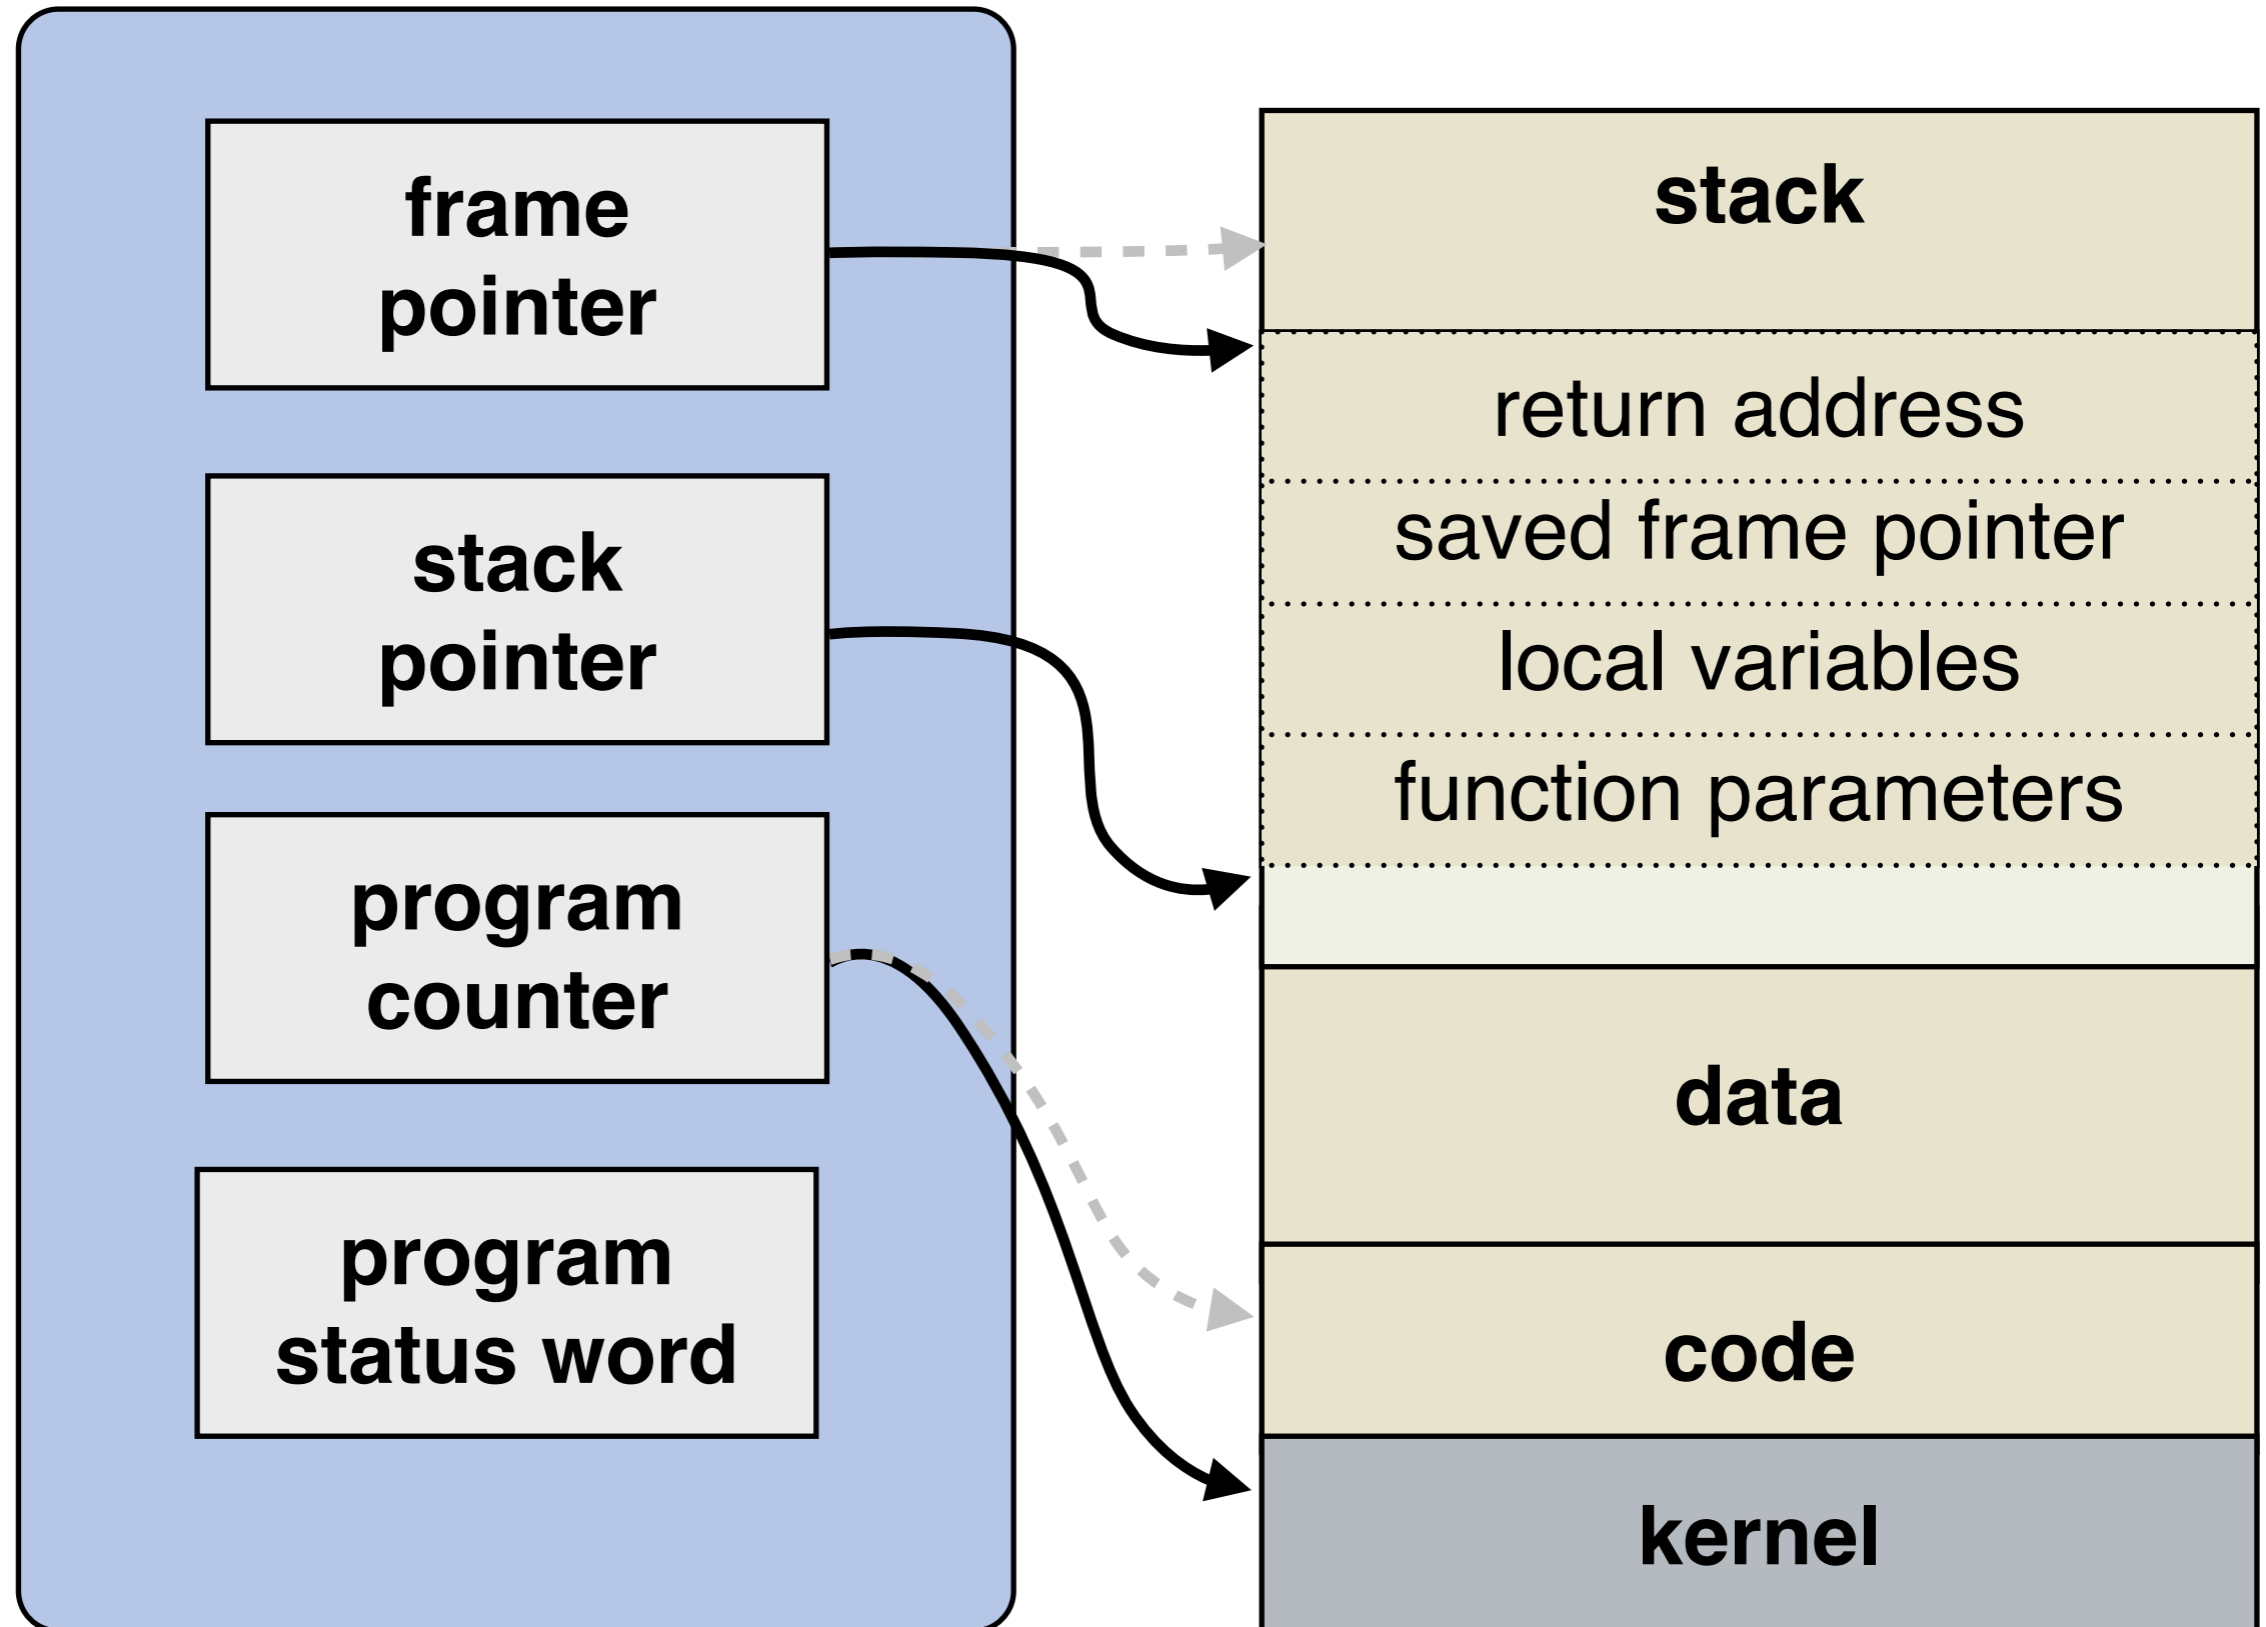 frame
pointer
stack
pointer
program
counter
program
status word
stack
return address
saved frame pointer
local variables
function parameters
data
code
kernel